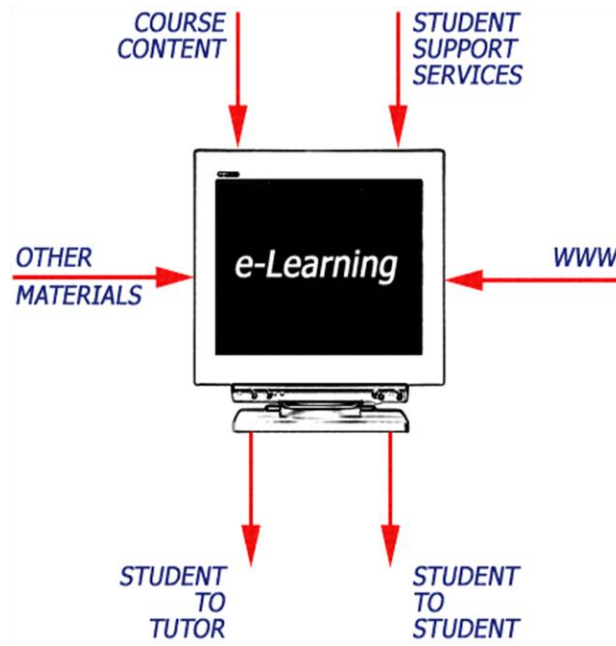 COURSE
CONTENT
STUDENT
SUPPORT
SERVICES
OTHER
MATERIALS
e-Learning
WWW
STUDENT
TO
TUTOR
STUDENT
TO
STUDENT